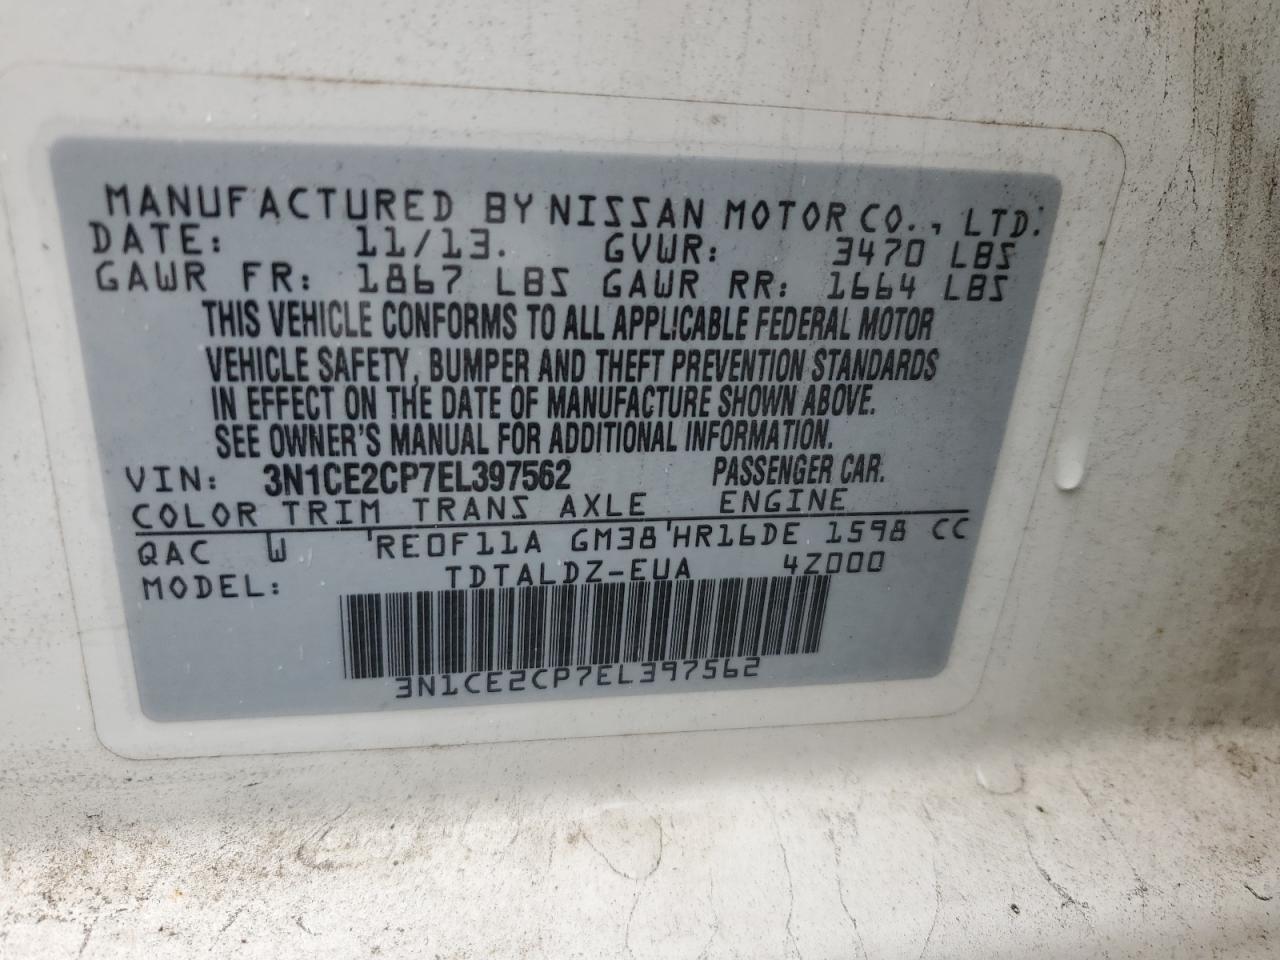 MANUFACTURED BY NISSAN MOTOR CO., LTD.
DATE: 11/13. GVWR: 3470 LBS
GAWR FR: 1867 LBS GAWR RR: 1664 LBS
THIS VEHICLE CONFORMS TO ALL APPLICABLE FEDERAL MOTOR
VEHICLE SAFETY, BUMPER AND THEFT PREVENTION STANDARDS
IN EFFECT ON THE DATE OF MANUFACTURE SHOWN ABOVE.
SEE OWNER'S MANUAL FOR ADDITIONAL INFORMATION.
VIN: 3N1CE2CP7EL397562 PASSENGER CAR.
COLOR TRIM TRANS AXLE ENGINE
QAC W 'RE0F11A GM38'HR16DE 1598 CC
MODEL: TDTALDZ-EUA 4Z000
3N1CE2CP7EL397562